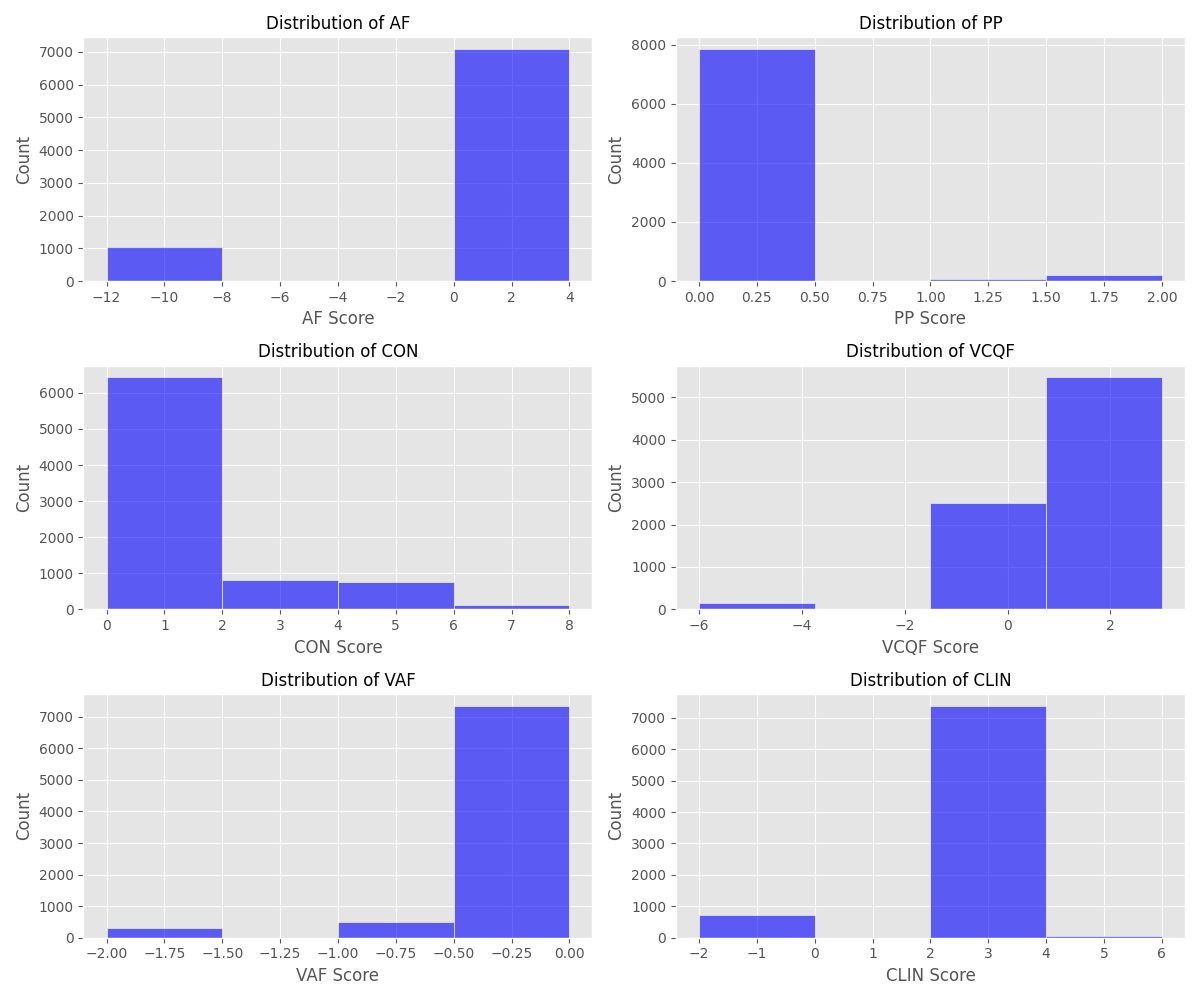 Distribution of AF
Count
7000
6000
5000
4000
3000
2000
1000
0
−12 −10 −8 −6 −4 −2 0 2 4
AF Score
Distribution of PP
Count
8000
6000
4000
2000
0
0.00 0.25 0.50 0.75 1.00 1.25 1.50 1.75 2.00
PP Score
Distribution of CON
Count
6000
5000
4000
3000
2000
1000
0
0 1 2 3 4 5 6 7 8
CON Score
Distribution of VCQF
Count
5000
4000
3000
2000
1000
0
−6 −4 −2 0 2
VCQF Score
Distribution of VAF
Count
7000
6000
5000
4000
3000
2000
1000
0
−2.00 −1.75 −1.50 −1.25 −1.00 −0.75 −0.50 −0.25 0.00
VAF Score
Distribution of CLIN
Count
7000
6000
5000
4000
3000
2000
1000
0
−2 −1 0 1 2 3 4 5 6
CLIN Score